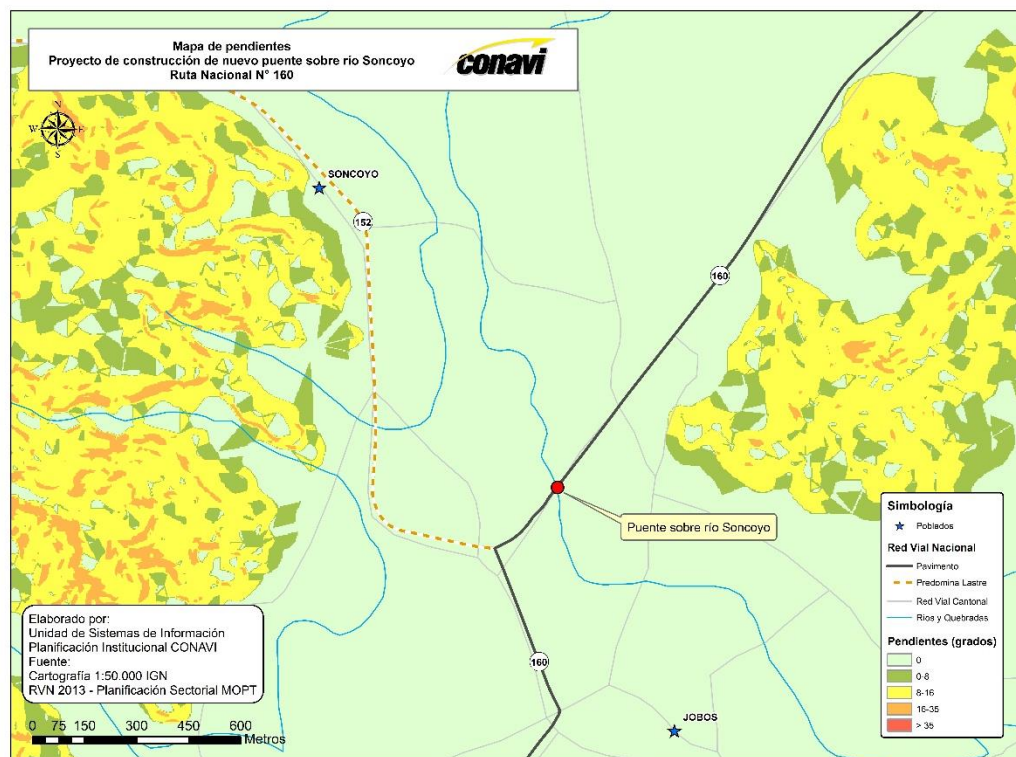 Mapa de pendientes
Proyecto de construcción de nuevo puente sobre río Soncoyo
Ruta Nacional N° 160
conavi
N
W E
S
SONCOYO
152
160
Puente sobre río Soncoyo
160
JOBOS
Simbología
Poblados
Red Vial Nacional
Pavimento
Predomina Lastre
Red Vial Cantonal
Ríos y Quebradas
Pendientes (grados)
0
0-8
8-16
16-35
> 35
Elaborado por:
Unidad de Sistemas de Información
Planificación Institucional CONAVI
Fuente:
Cartografía 1:50.000 IGN
RVN 2013 - Planificación Sectorial MOPT
0 75 150 300 450 600
Metros